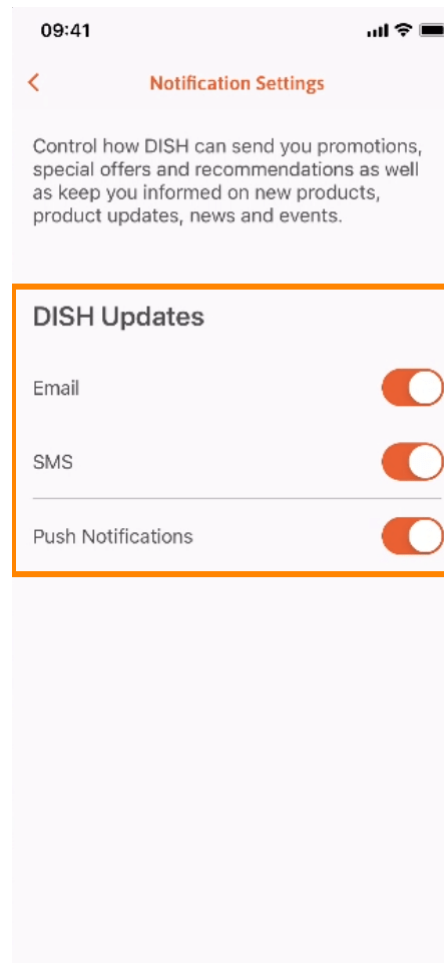 09:41
Notification Settings
Control how DISH can send you promotions,
special offers and recommendations as well
as keep you informed on new products,
product updates, news and events.
DISH Updates
Email
SMS
Push Notifications